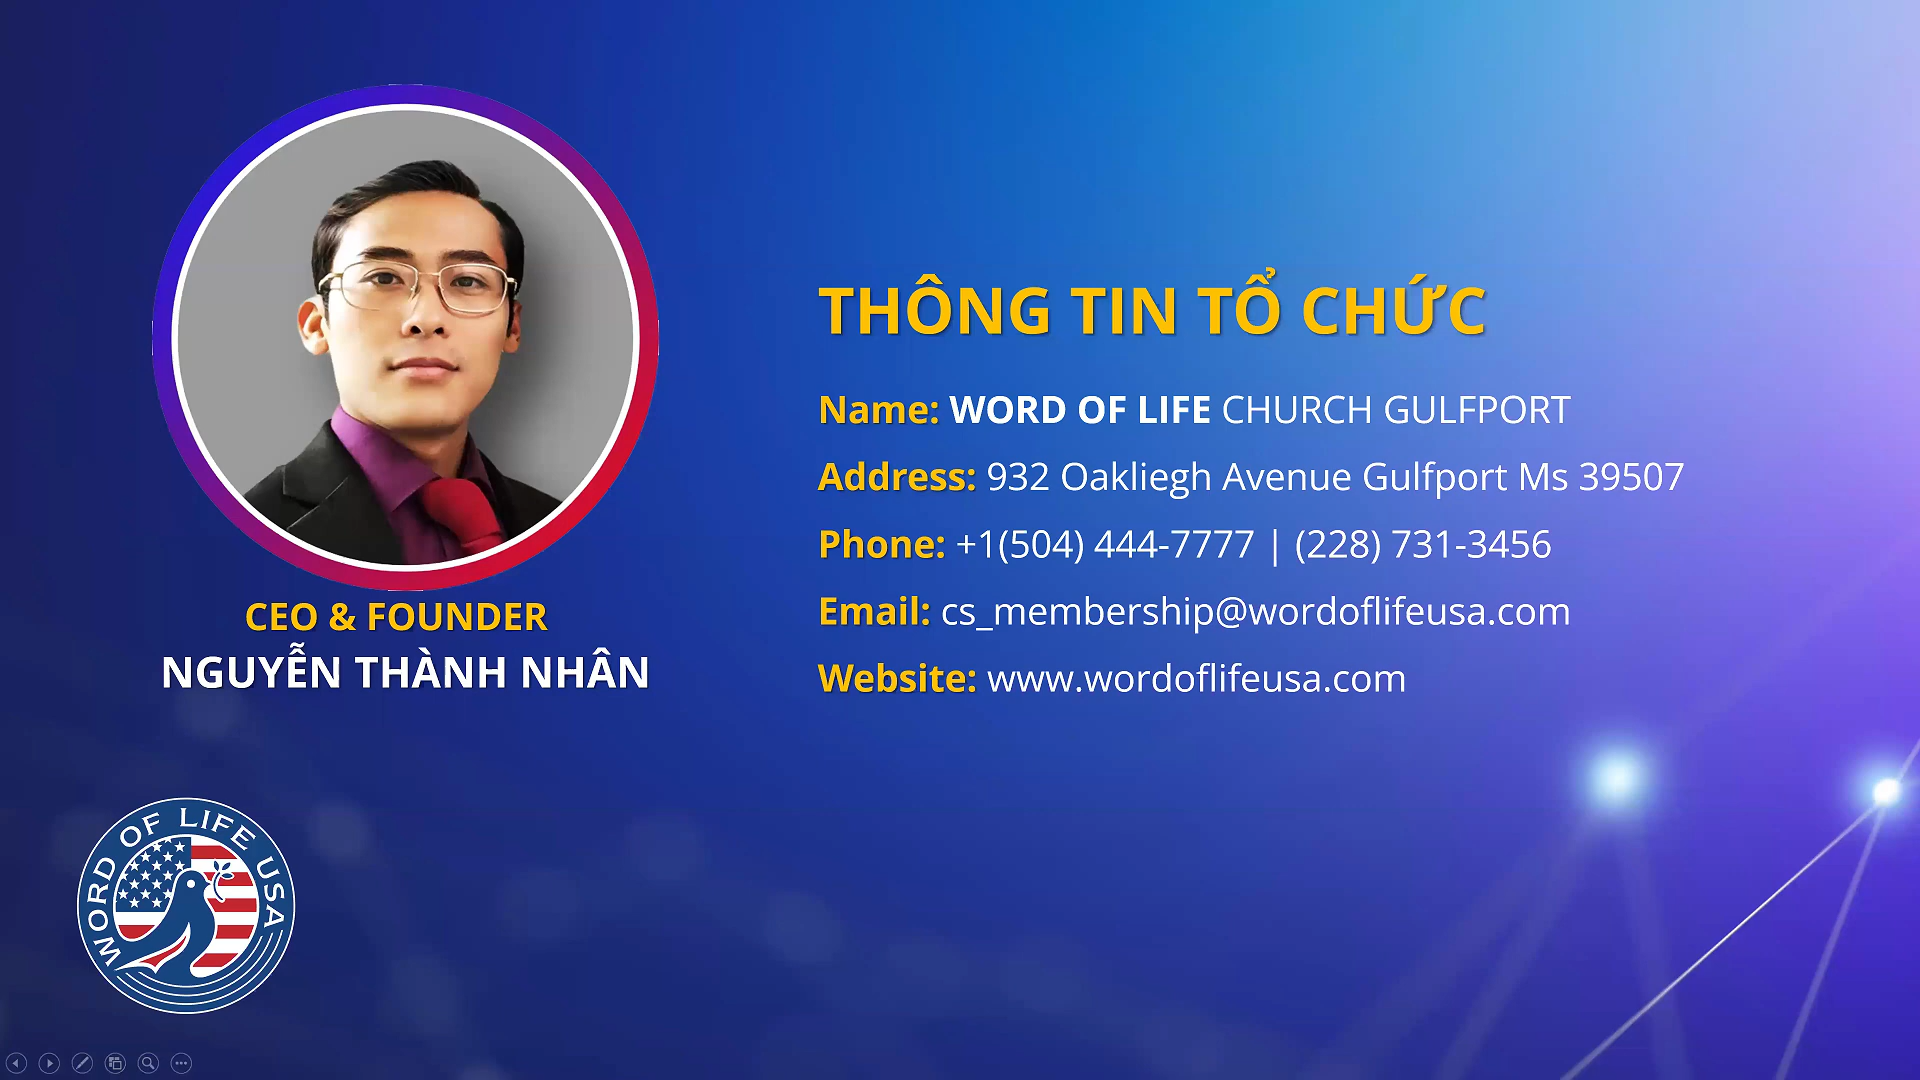 CEO & FOUNDER
NGUYỄN THÀNH NHÂN
WORD OF LIFE USA
THÔNG TIN TỔ CHỨC
Name: WORD OF LIFE CHURCH GULFPORT
Address: 932 Oakliegh Avenue Gulfport Ms 39507
Phone: +1(504) 444-7777 | (228) 731-3456
Email: cs_membership@wordoflifeusa.com
Website: www.wordoflifeusa.com